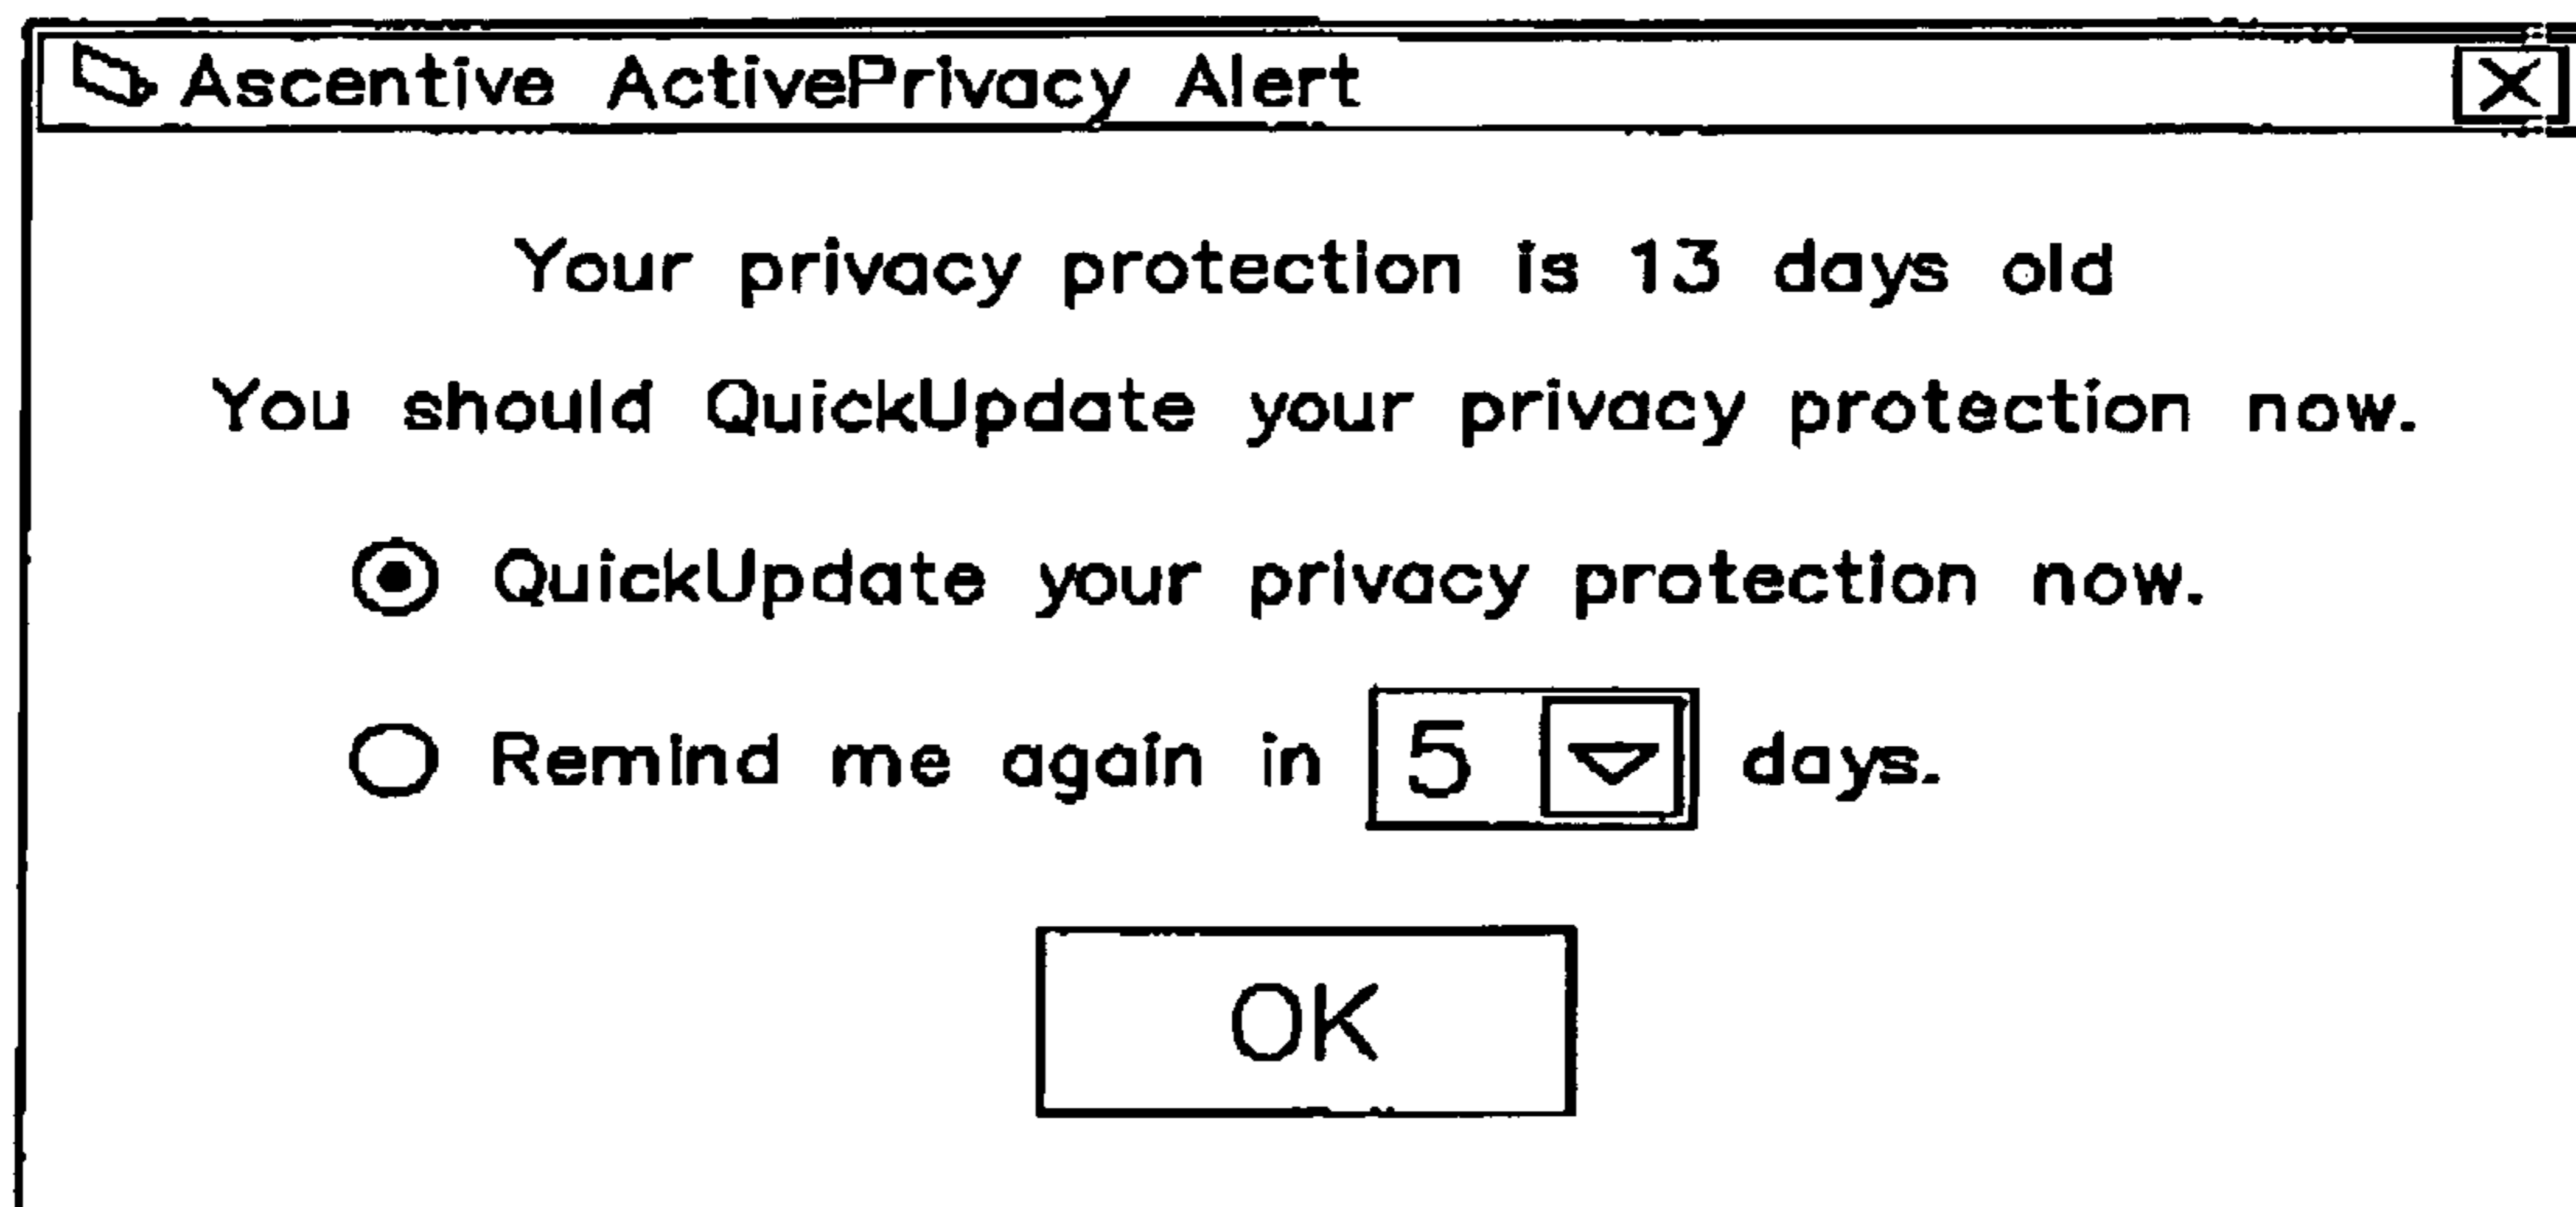 Ascentive ActivePrivacy Alert
Your privacy protection is 13 days old
You should QuickUpdate your privacy protection now.
QuickUpdate your privacy protection now.
Remind me again in 5 days.
OK